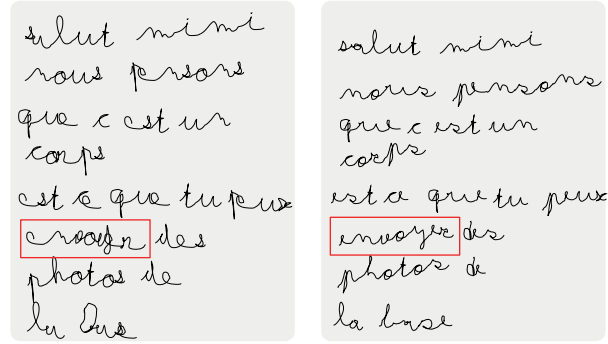 salut mimi
nous pensons
que c est un
corps
est ce que tu peux
des
photos de
la
salut mimi
nous pensons
que c est un
corps
est ce que tu peux
envoyer des
photos de
la base